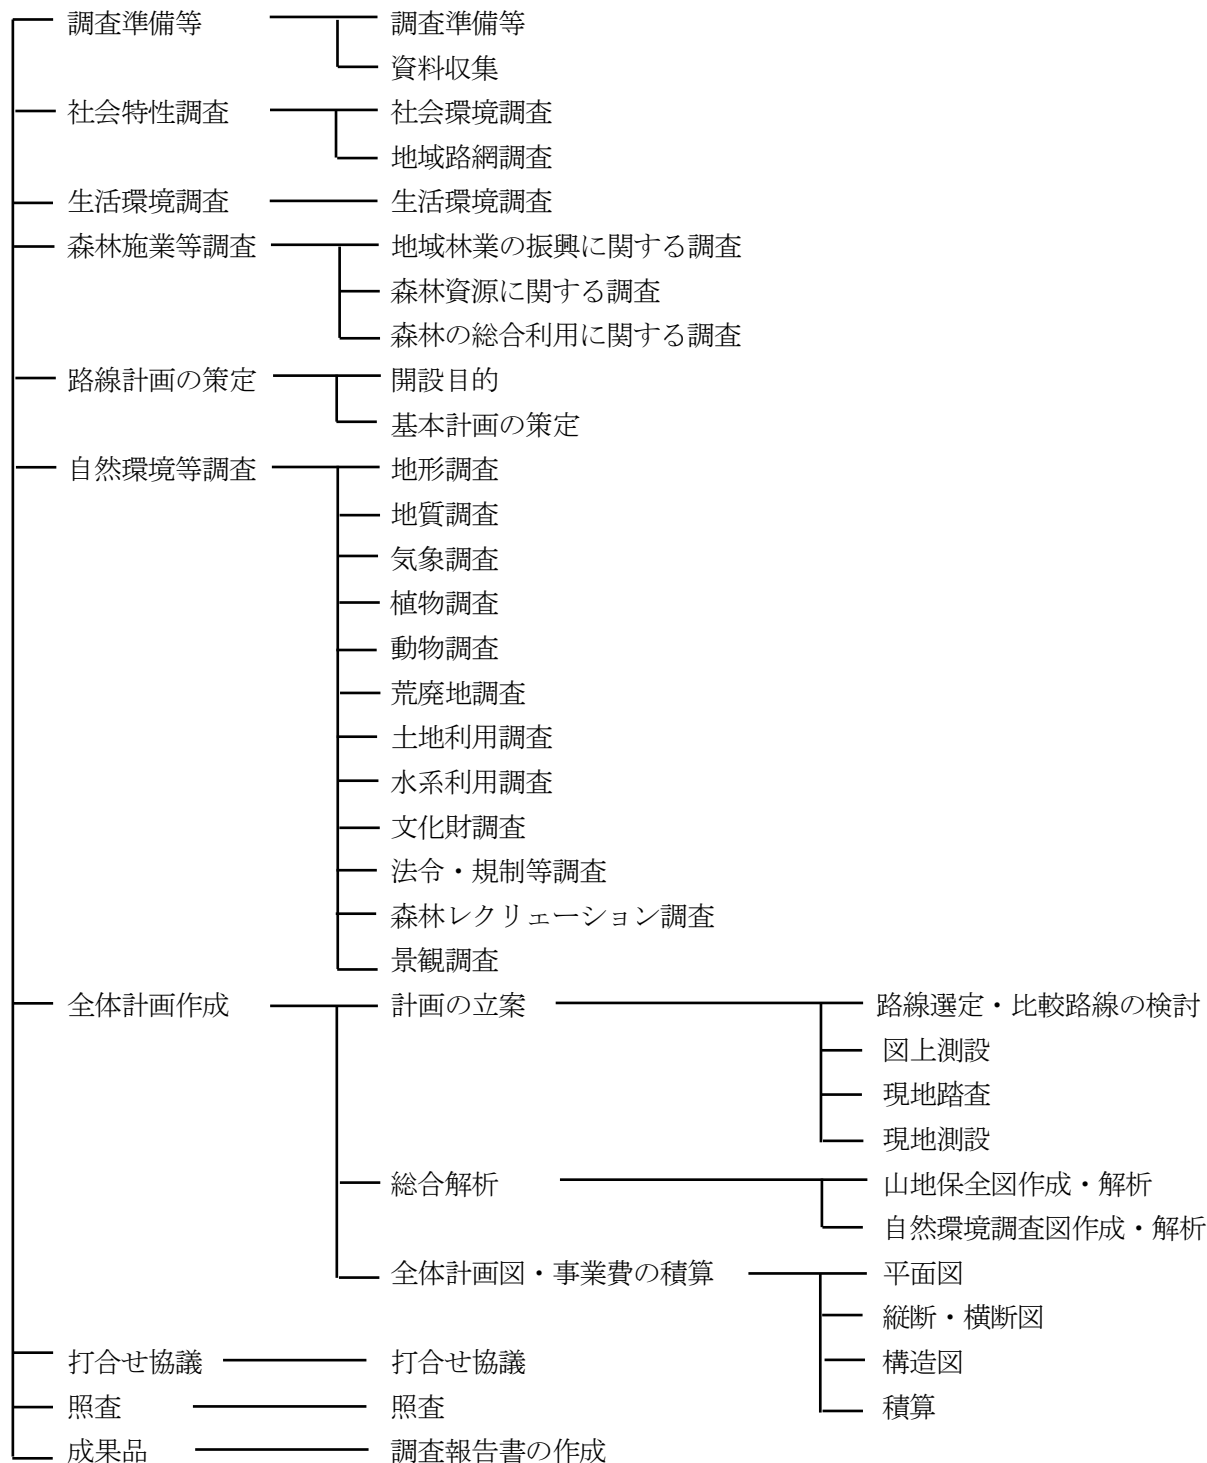 調査準備等 調査準備等
資料収集
社会特性調査 社会環境調査
地域路網調査
生活環境調査 生活環境調査
森林施業等調査 地域林業の振興に関する調査
森林資源に関する調査
森林の総合利用に関する調査
路線計画の策定 開設目的
基本計画の策定
自然環境等調査 地形調査
地質調査
気象調査
植物調査
動物調査
荒廃地調査
土地利用調査
水系利用調査
文化財調査
法令・規制等調査
森林レクリェーション調査
景観調査
全体計画作成 計画の立案 路線選定・比較路線の検討
図上測設
現地踏査
現地測設
総合解析 山地保全図作成・解析
自然環境調査図作成・解析
全体計画図・事業費の積算 平面図
縦断・横断図
打合せ協議 打合せ協議 構造図
照査 照査 積算
成果品 調査報告書の作成